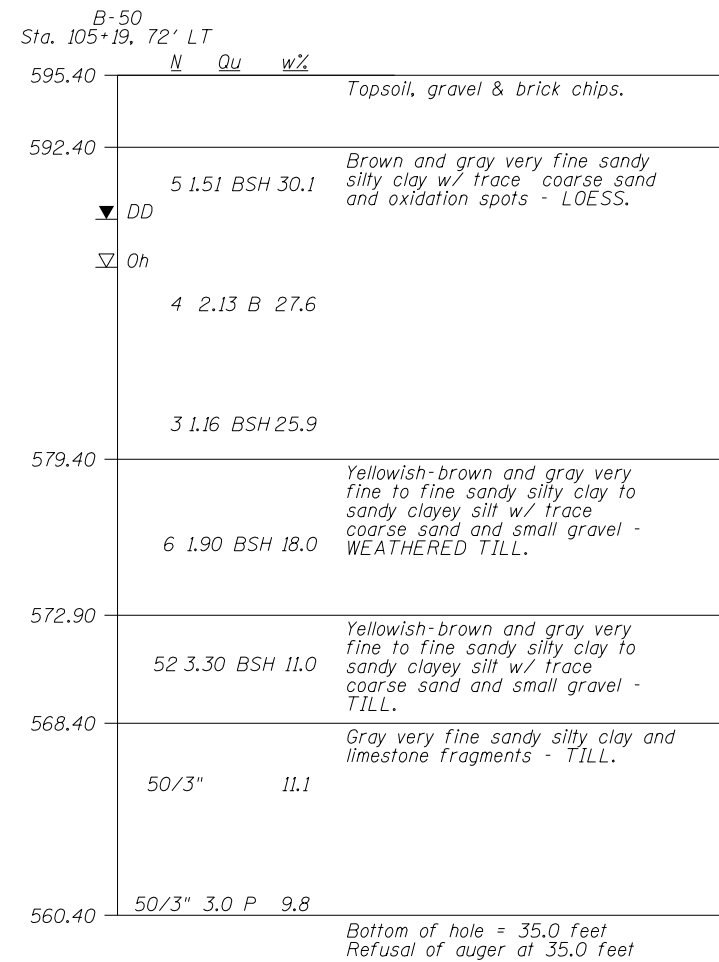 B-50
Sta. 105+19, 72' LT
N Qu w%
595.40
Topsoil, gravel & brick chips.
592.40
Brown and gray very fine sandy
5 1.51 BSH 30.1 silty clay w/ trace coarse sand
and oxidation spots - LOESS.
DD
0h
4 2.13 B 27.6
3 1.16 BSH 25.9
579.40
Yellowish-brown and gray very
fine to fine sandy silty clay to
sandy clayey silt w/ trace
coarse sand and small gravel -
6 1.90 BSH 18.0 WEATHERED TILL.
572.90
Yellowish-brown and gray very
fine to fine sandy silty clay to
52 3.30 BSH 11.0 sandy clayey silt w/ trace
coarse sand and small gravel -
TILL.
568.40
Gray very fine sandy silty clay and
limestone fragments - TILL.
50/3" 11.1
50/3" 3.0 P 9.8
560.40
Bottom of hole = 35.0 feet
Refusal of auger at 35.0 feet